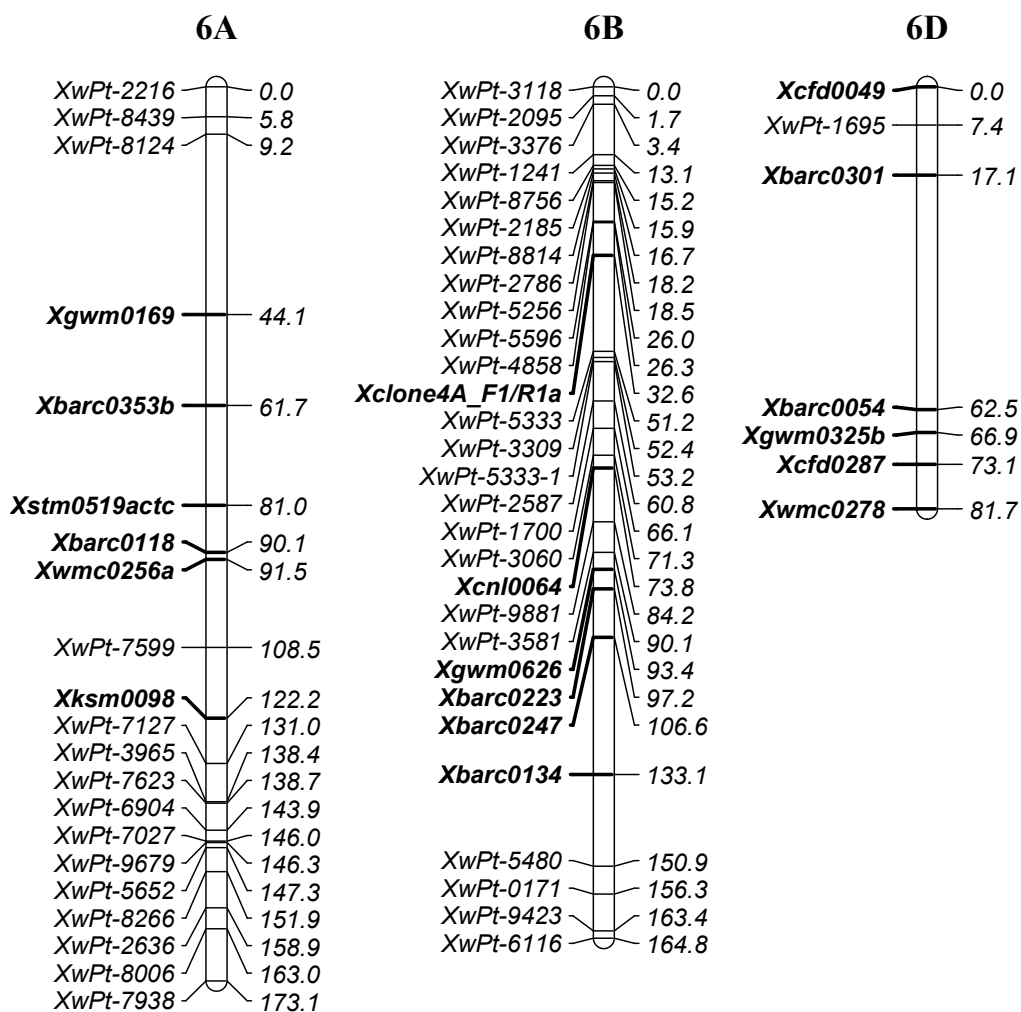 6A
XwPt-2216 0.0
XwPt-8439 5.8
XwPt-8124 9.2
Xgwm0169 44.1
Xbarc0353b 61.7
Xstm0519actc 81.0
Xbarc0118 90.1
Xwmc0256a 91.5
XwPt-7599 108.5
Xksm0098 122.2
XwPt-7127 131.0
XwPt-3965 138.4
XwPt-7623 138.7
XwPt-6904 143.9
XwPt-7027 146.0
XwPt-9679 146.3
XwPt-5652 147.3
XwPt-8266 151.9
XwPt-2636 158.9
XwPt-8006 163.0
XwPt-7938 173.1
6B
XwPt-3118 0.0
XwPt-2095 1.7
XwPt-3376 3.4
XwPt-1241 13.1
XwPt-8756 15.2
XwPt-2185 15.9
XwPt-8814 16.7
XwPt-2786 18.2
XwPt-5256 18.5
XwPt-5596 26.0
XwPt-4858 26.3
Xclone4A_F1/R1a 32.6
XwPt-5333 51.2
XwPt-3309 52.4
XwPt-5333-1 53.2
XwPt-2587 60.8
XwPt-1700 66.1
XwPt-3060 71.3
Xcnl0064 73.8
XwPt-9881 84.2
XwPt-3581 90.1
Xgwm0626 93.4
Xbarc0223 97.2
Xbarc0247 106.6
Xbarc0134 133.1
XwPt-5480 150.9
XwPt-0171 156.3
XwPt-9423 163.4
XwPt-6116 164.8
6D
Xcfd0049 0.0
XwPt-1695 7.4
Xbarc0301 17.1
Xbarc0054 62.5
Xgwm0325b 66.9
Xcfd0287 73.1
Xwmc0278 81.7